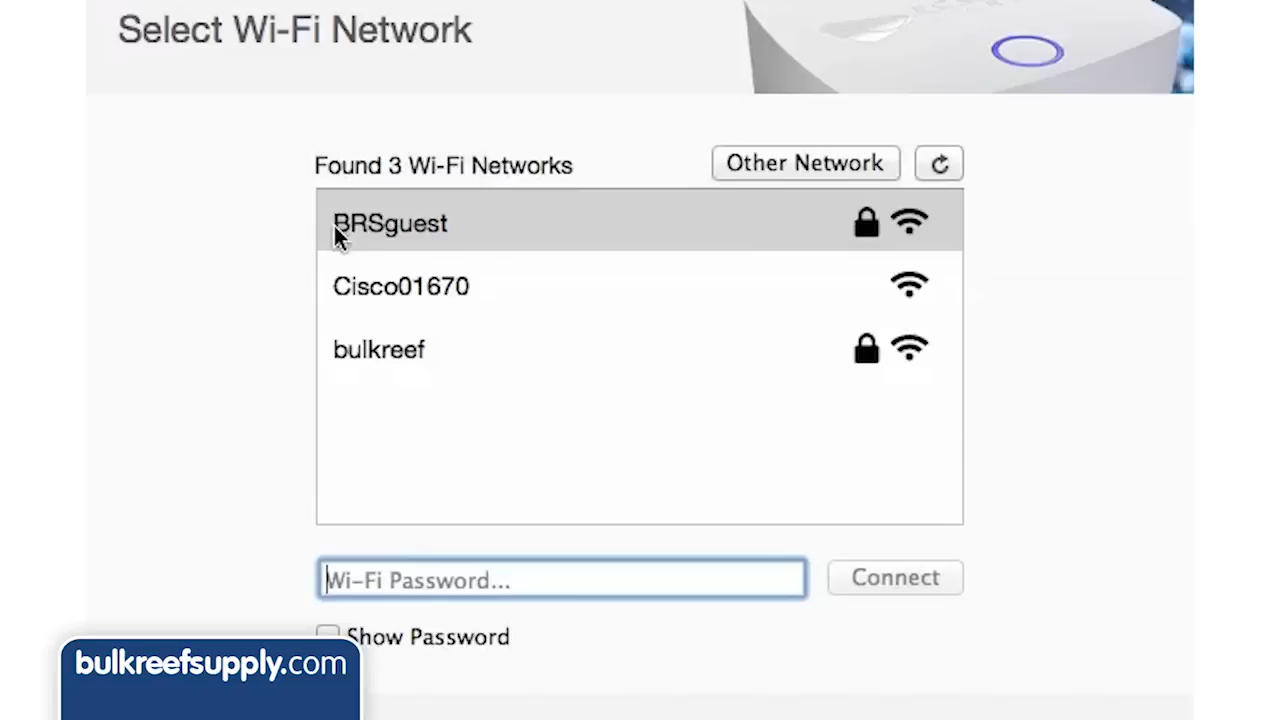 Select Wi-Fi Network
Found 3 Wi-Fi Networks
Other Network
BRSguest
Cisco01670
bulkreef
Wi-Fi Password...
Connect
Show Password
bulkreefsupply.com